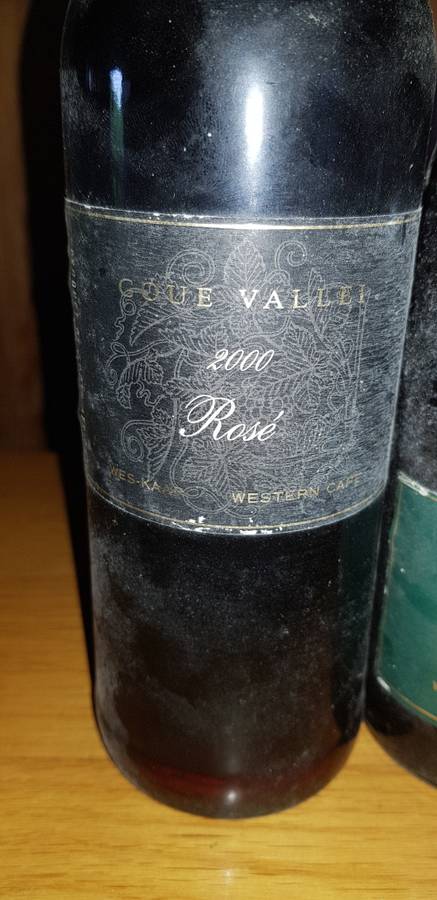 GOUE VALLEI
2000
Rosé
WES-KAAP WESTERN CAPE